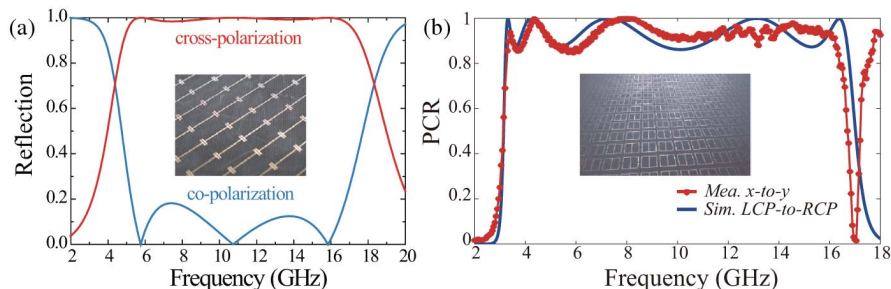 (a)
1.0
0.8
0.6
0.4
0.2
0.0
Reflection
cross-polarization
co-polarization
2 4 6 8 10 12 14 16 18 20
Frequency (GHz)
(b)
1
0.8
0.6
0.4
0.2
0
PCR
Mea. x-to-y
Sim. LCP-to-RCP
2 4 6 8 10 12 14 16 18
Frequency (GHz)